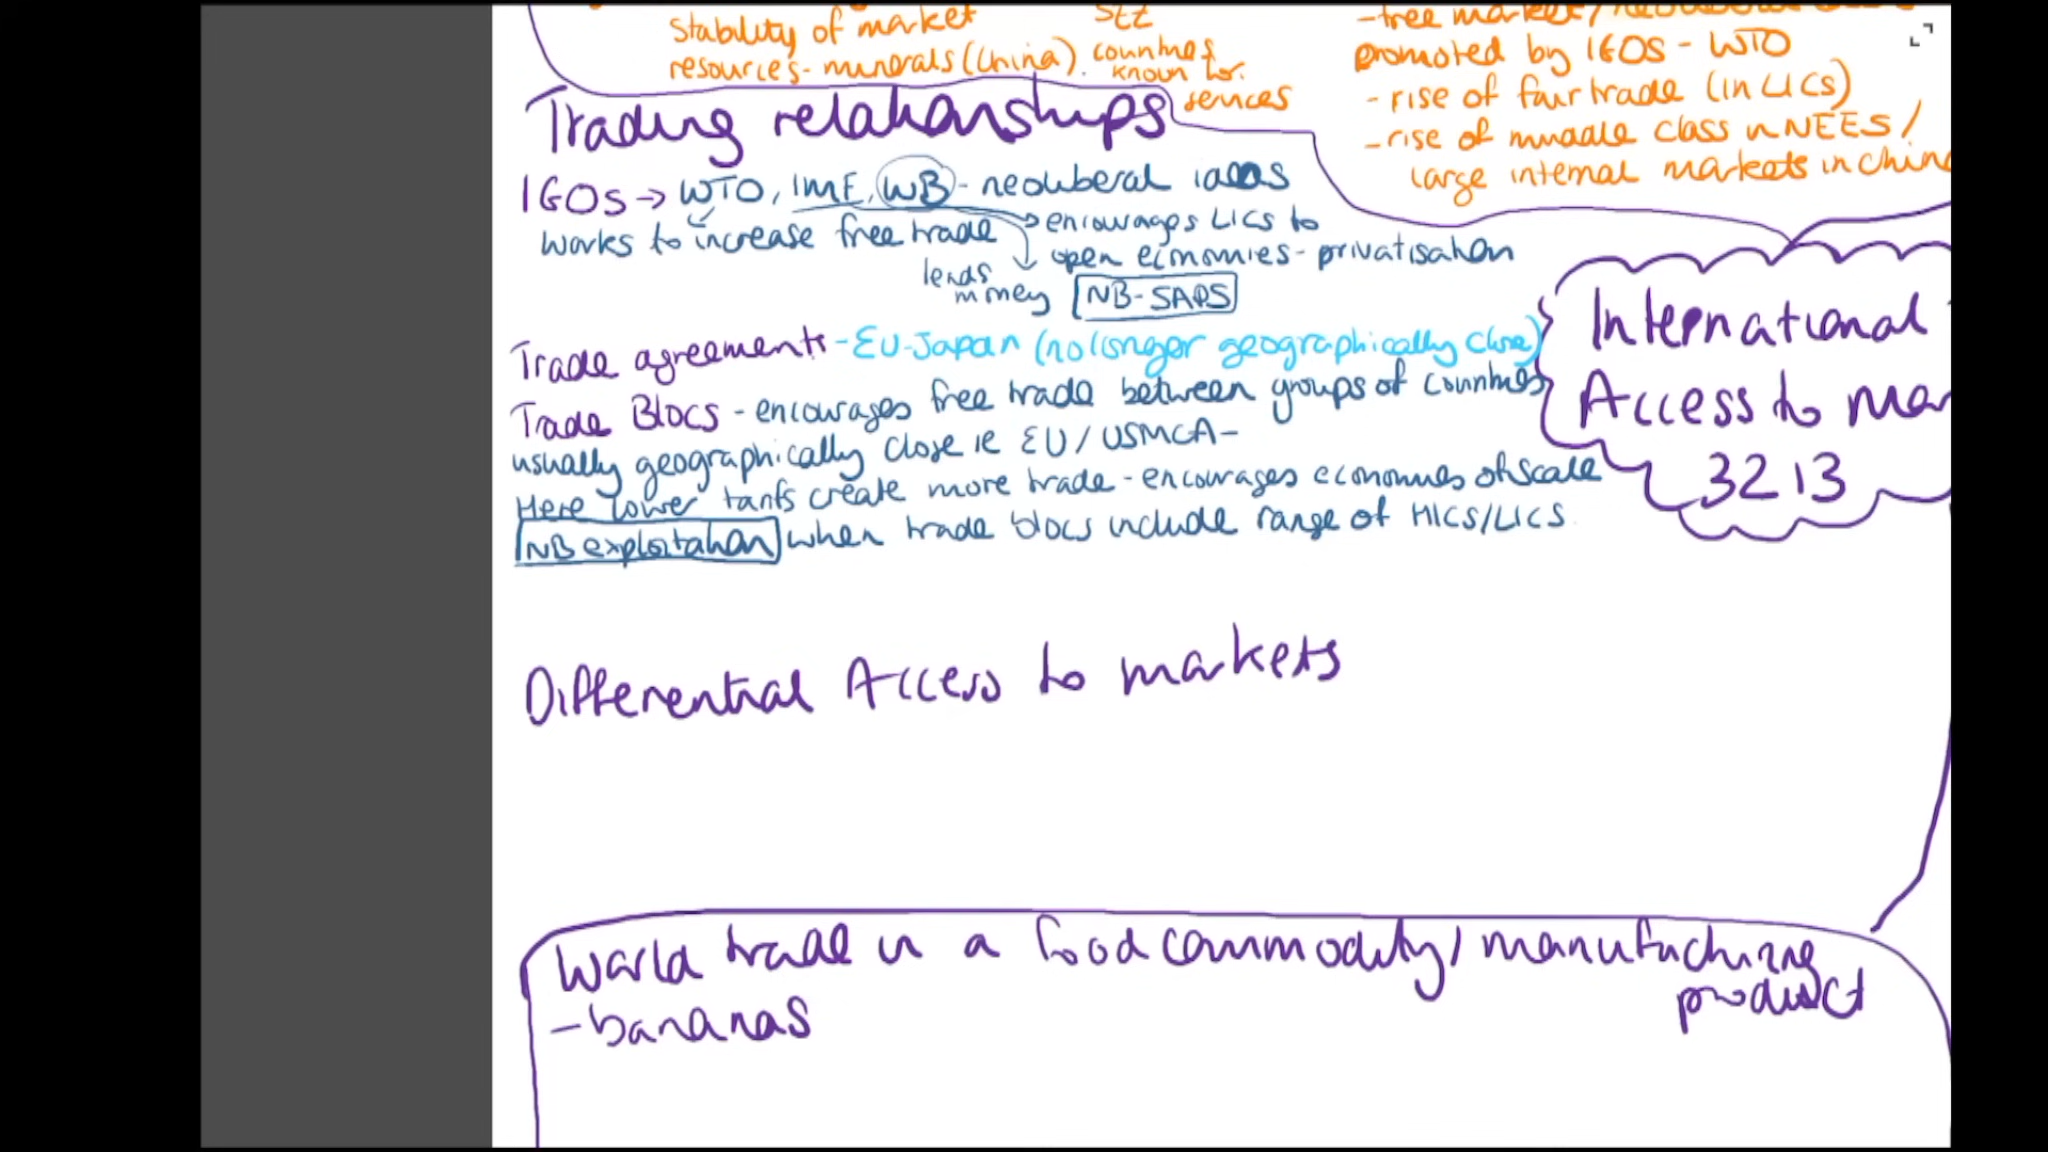 Stability of market
resources - minerals (China).
SEZ
countries
known for.
services
- free market /
promoted by IGOS - WTO
- rise of fairtrade (in LICs)
- rise of middle class in NEES /
large internal markets in China
Trading relationships
IGOs → WTO, IMF, WB - neoliberal ideas
works to increase free trade
encourages LICs to
open economies - privatisation
lends
money
NB - SAPS
Trade agreements - EU-Japan (no longer geographically close)
Trade Blocs - encourages free trade between groups of countries
usually geographically close ie EU / USMCA -
Here lower tarifs create more trade - encourages economies of scale
NB exploitation when trade blocs include range of HICS/LICS
International
Access to mar
3213
Differential Access to markets
World trade in a food commodity / manufacturing
product
- bananas